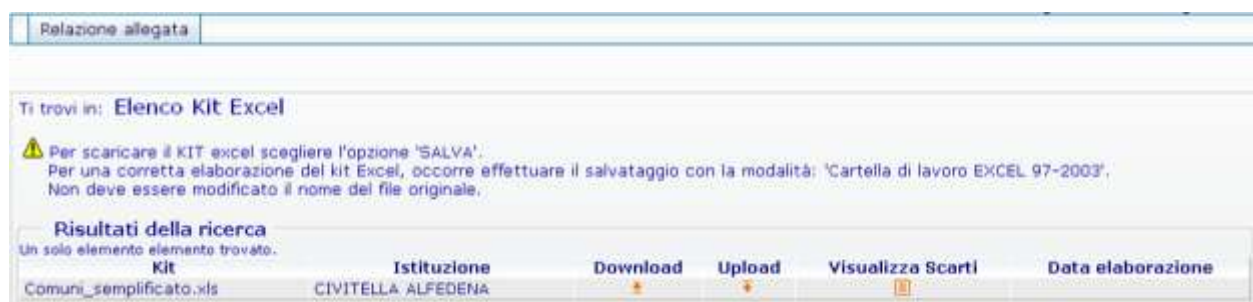 Relazione allegata
Ti trovi in: Elenco Kit Excel
Per scaricare il KIT excel scegliere l'opzione 'SALVA'.
Per una corretta elaborazione del kit Excel, occorre effettuare il salvataggio con la modalità: 'Cartella di lavoro EXCEL 97-2003'.
Non deve essere modificato il nome del file originale.
Risultati della ricerca
Un solo elemento elemento trovato.
Kit Istituzione Download Upload Visualizza Scarti Data elaborazione
Comuni_semplificato.xls CIVITELLA ALFEDENA